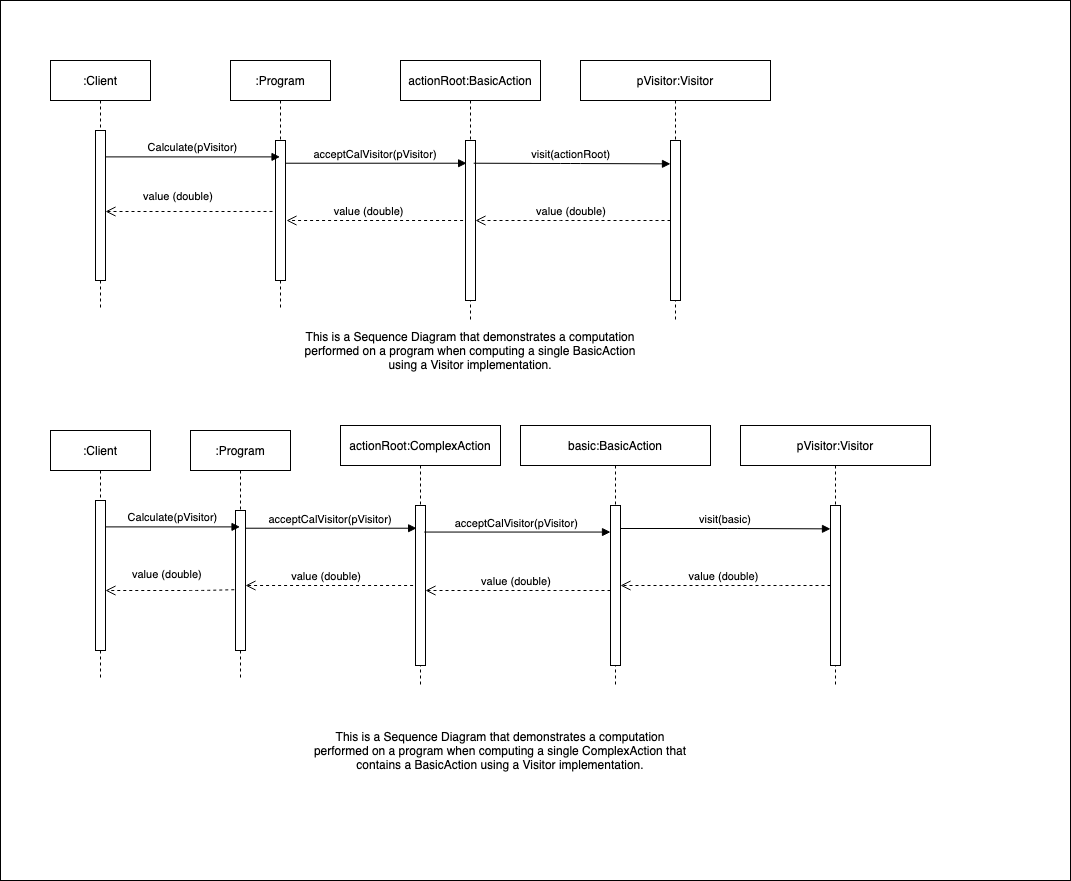 :Client
:Program
actionRoot:BasicAction
pVisitor:Visitor
Calculate(pVisitor)
acceptCalVisitor(pVisitor)
visit(actionRoot)
value (double)
value (double)
value (double)
This is a Sequence Diagram that demonstrates a computation
performed on a program when computing a single BasicAction
using a Visitor implementation.
:Client
:Program
actionRoot:ComplexAction
basic:BasicAction
pVisitor:Visitor
Calculate(pVisitor)
acceptCalVisitor(pVisitor)
acceptCalVisitor(pVisitor)
visit(basic)
value (double)
value (double)
value (double)
value (double)
This is a Sequence Diagram that demonstrates a computation
performed on a program when computing a single ComplexAction that
contains a BasicAction using a Visitor implementation.